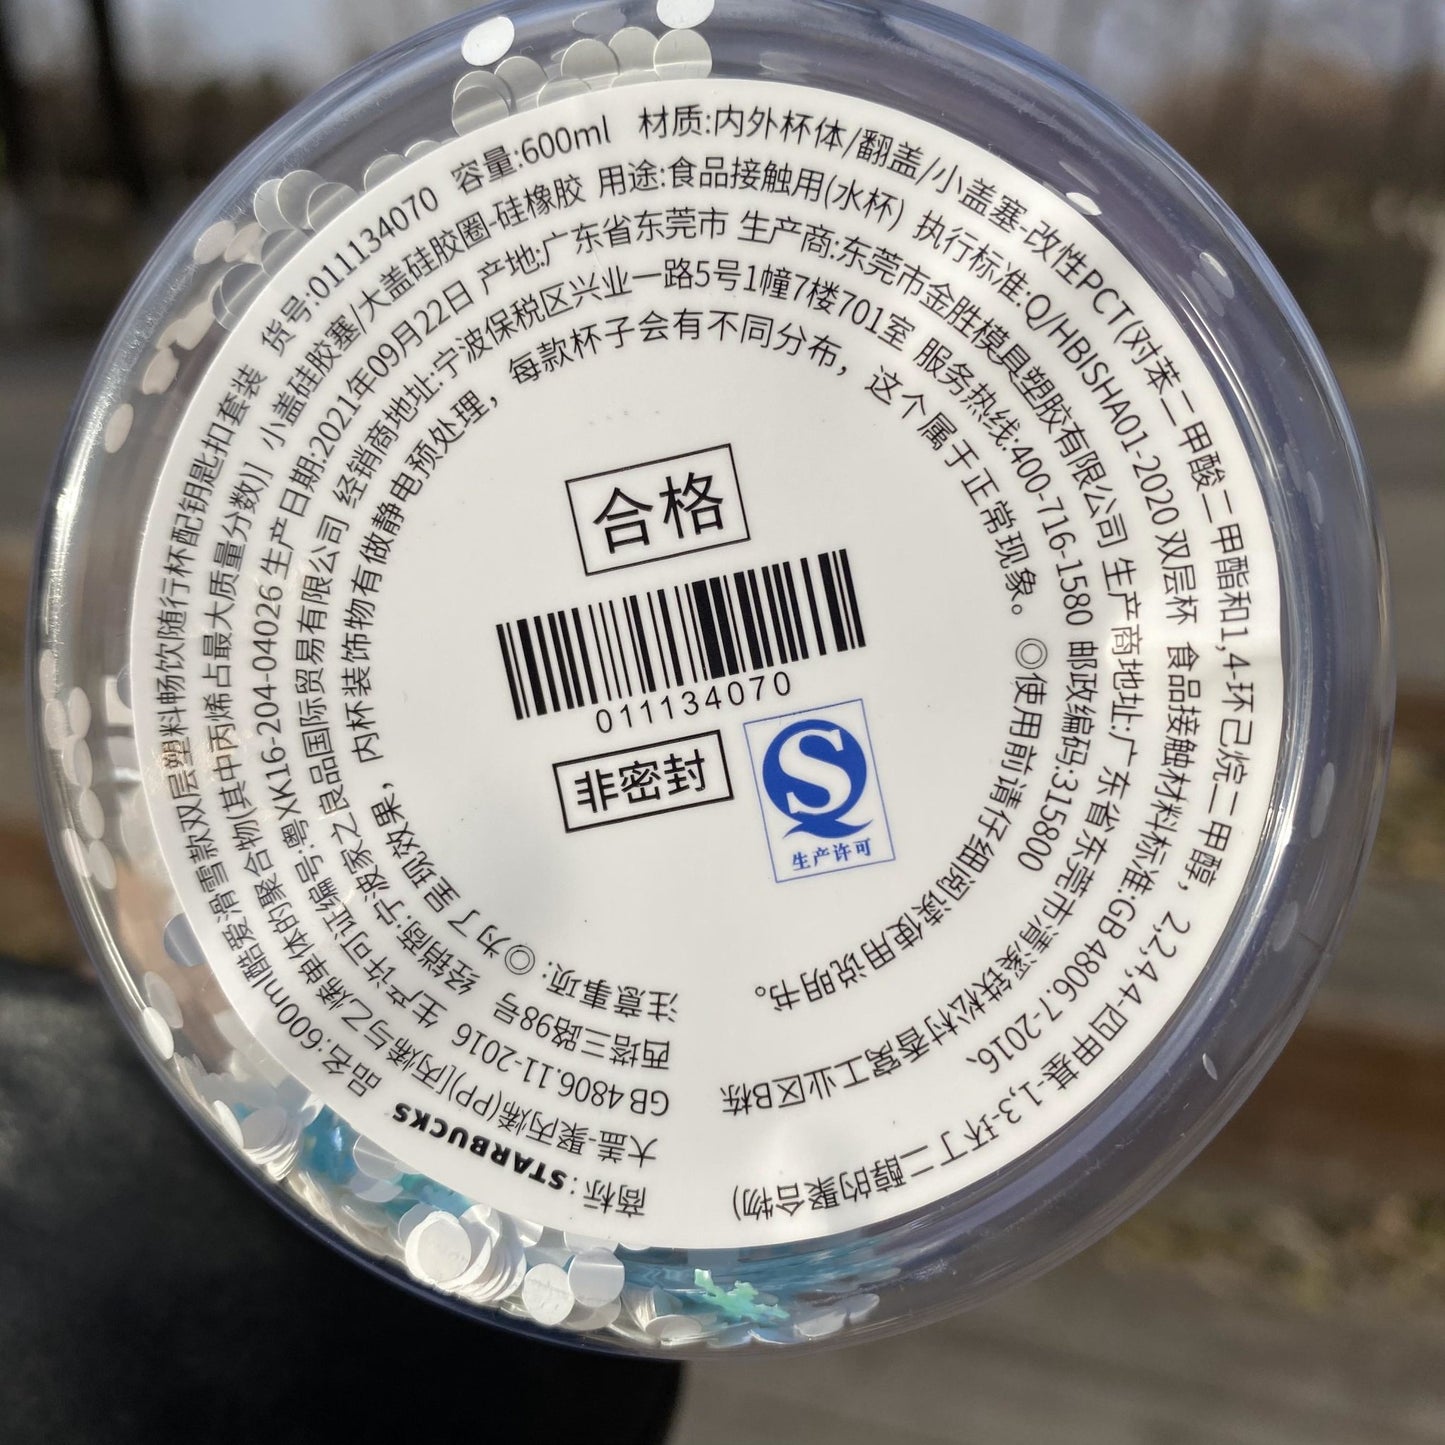 商标: STARBUCKS 品名:600ml酷爱滑雪款双层塑料畅饮随行杯配钥匙扣套装 货号:011134070 容量:600ml 材质:内外杯体/翻盖/小盖塞-改性PCT(对苯二甲酸二甲酯和1,4-环己烷二甲醇，2,2,4,4-四甲基-1,3-环丁二醇的聚合物)
大盖-聚丙烯(PP)[丙烯与乙烯单体的聚合物(其中丙烯占最大质量分数)] 小盖硅胶塞/大盖硅胶圈-硅橡胶 用途:食品接触用(水杯) 执行标准:Q/HBISHA01-2020 双层杯 食品接触材料标准:GB 4806.7-2016、
GB 4806.11-2016 生产许可证编号:粤XK16-204-04026 生产日期:2021年09月22日 产地:广东省东莞市 生产商:东莞市金胜模具塑胶有限公司 生产商地址:广东省东莞市清溪铁松村香窝工业区B栋
经销商:宁波家之良品国际贸易有限公司 经销商地址:宁波保税区兴业一路5号1幢7楼701室 服务热线:400-716-1580 邮政编码:315800
西塔三路98号
注意事项: ◎为了呈现效果，内杯装饰物有做静电预处理，每款杯子会有不同分布，这个属于正常现象。 ◎使用前请仔细阅读使用说明书。
合格
011134070
非密封
S
生产许可